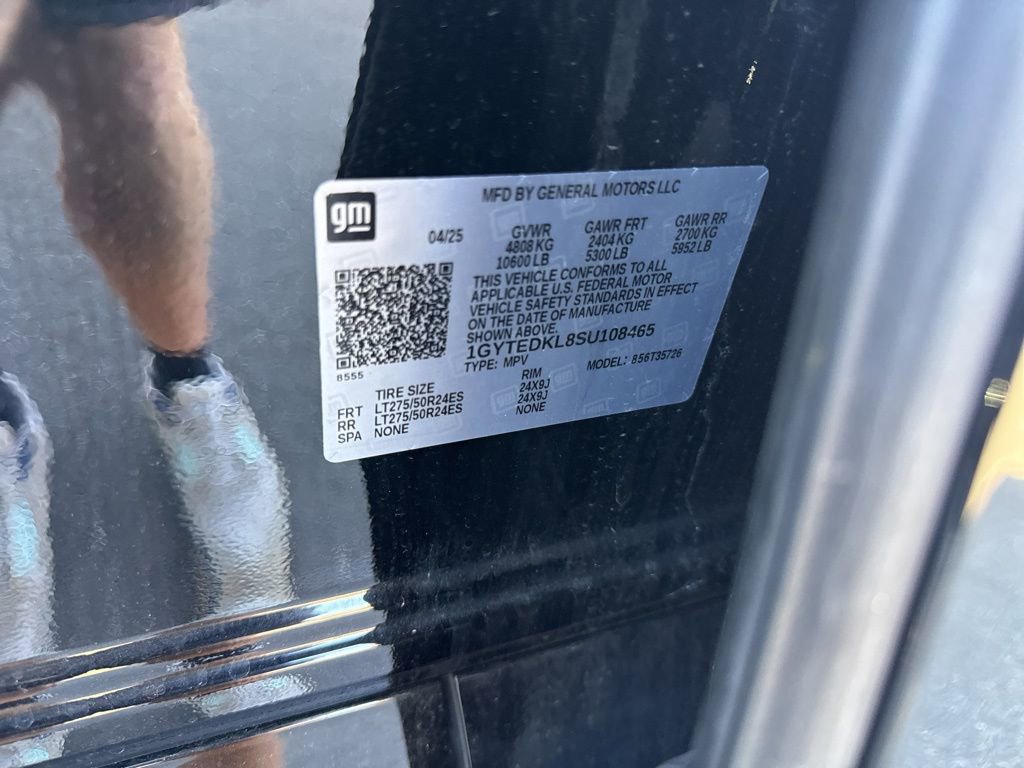 gm
MFD BY GENERAL MOTORS LLC
04/25
GVWR GAWR FRT GAWR RR
4808 KG 2404 KG 2700 KG
10600 LB 5300 LB 5952 LB
THIS VEHICLE CONFORMS TO ALL
APPLICABLE U.S. FEDERAL MOTOR
VEHICLE SAFETY STANDARDS IN EFFECT
ON THE DATE OF MANUFACTURE
SHOWN ABOVE.
1GYTEDKL8SU108465
8555
TYPE: MPV MODEL: 856T35726
TIRE SIZE RIM
FRT LT275/50R24ES 24X9J
RR LT275/50R24ES 24X9J
SPA NONE NONE